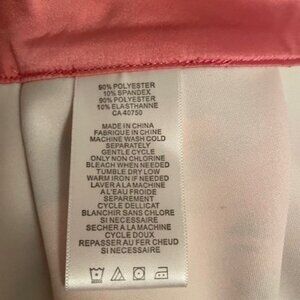 90% POLYESTER
10% SPANDEX
90% POLYESTER
10% ELASTHANNE
CA 40750
MADE IN CHINA
FABRIQUE IN CHINE
MACHINE WASH COLD
SEPARATELY
GENTLE CYCLE
ONLY NON CHLORINE
BLEACH WHEN NEEDED
TUMBLE DRY LOW
WARM IRON IF NEEDED
LAVER A LA MACHINE
A L'EAU FROIDE
SEPAREMENT
CYCLE DELLICAT
BLANCHIR SANS CHLORE
SI NECESSAIRE
SECHER A LA MACHINE
CYCLE DOUX
REPASSER AU FER CHEUD
SI NECESSAIRE